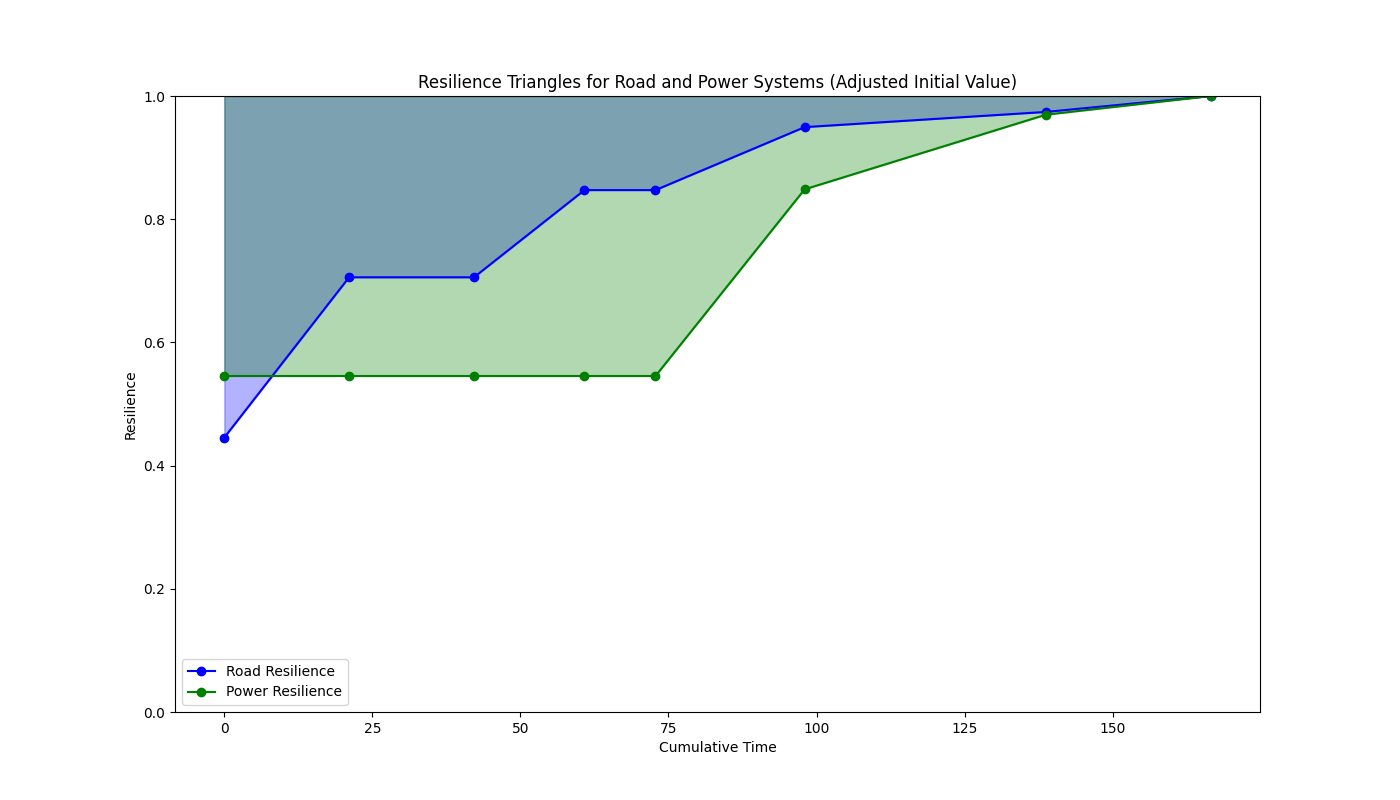 Resilience Triangles for Road and Power Systems (Adjusted Initial Value)
1.0
0.8
0.6
0.4
0.2
0.0
Resilience
Road Resilience
Power Resilience
0 25 50 75 100 125 150
Cumulative Time